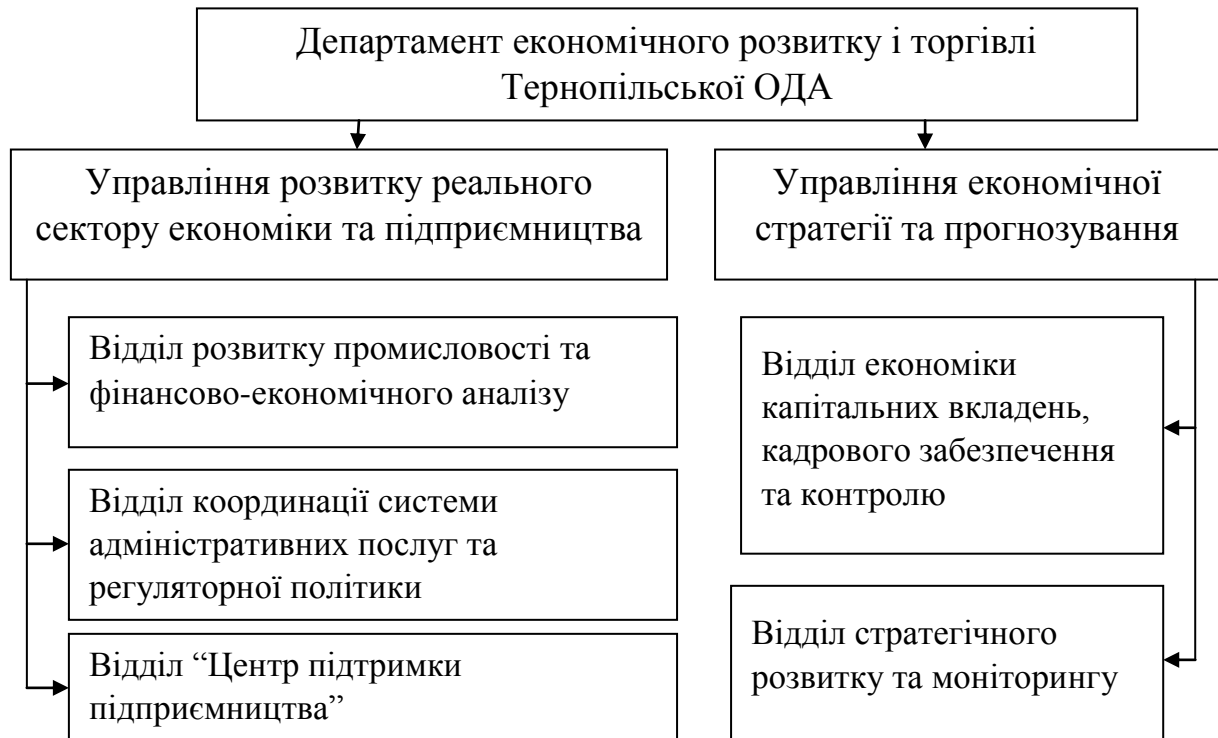 Департамент економічного розвитку і торгівлі
Тернопільської ОДА
Управління розвитку реального
сектору економіки та підприємництва
Управління економічної
стратегії та прогнозування
Відділ розвитку промисловості та
фінансово-економічного аналізу
Відділ координації системи
адміністративних послуг та
регуляторної політики
Відділ “Центр підтримки
підприємництва”
Відділ економіки
капітальних вкладень,
кадрового забезпечення
та контролю
Відділ стратегічного
розвитку та моніторингу